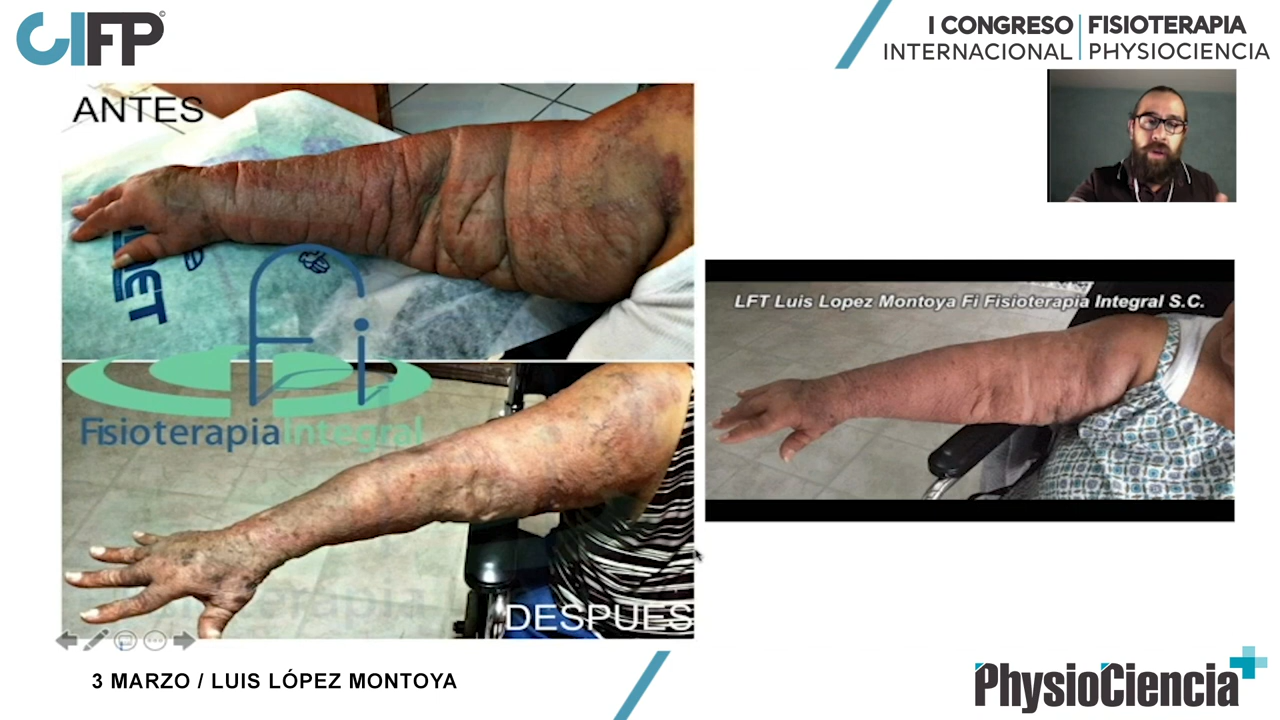 CIFP
I CONGRESO
INTERNACIONAL
FISIOTERAPIA
PHYSIOCIENCIA
ANTES
Fi
Fisioterapia Integral
DESPUES
LFT Luis Lopez Montoya Fi Fisioterapia Integral S.C.
3 MARZO / LUIS LÓPEZ MONTOYA
PhysioCiencia